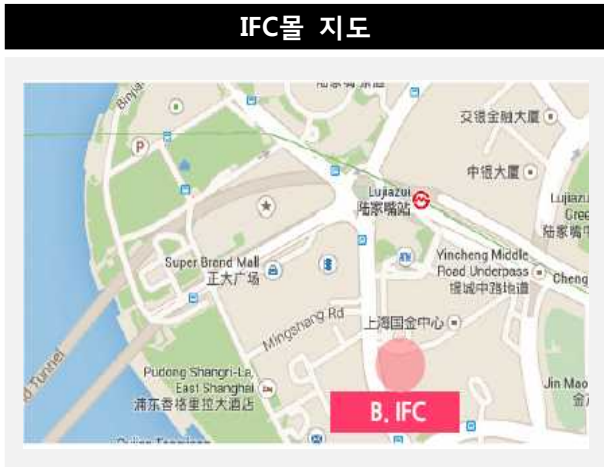 IFC몰 지도
P
交银金融大厦
中银大厦
Lujiazui
陆家嘴站
Super Brand Mall
正大广场
Yincheng Middle
Road Underpass
银城中路地道
Cheng
Mingshang Rd
上海国金中心
Pudong Shangri-La,
East Shanghai
浦东香格里拉大酒店
Jin Mao
B. IFC
Tunnel